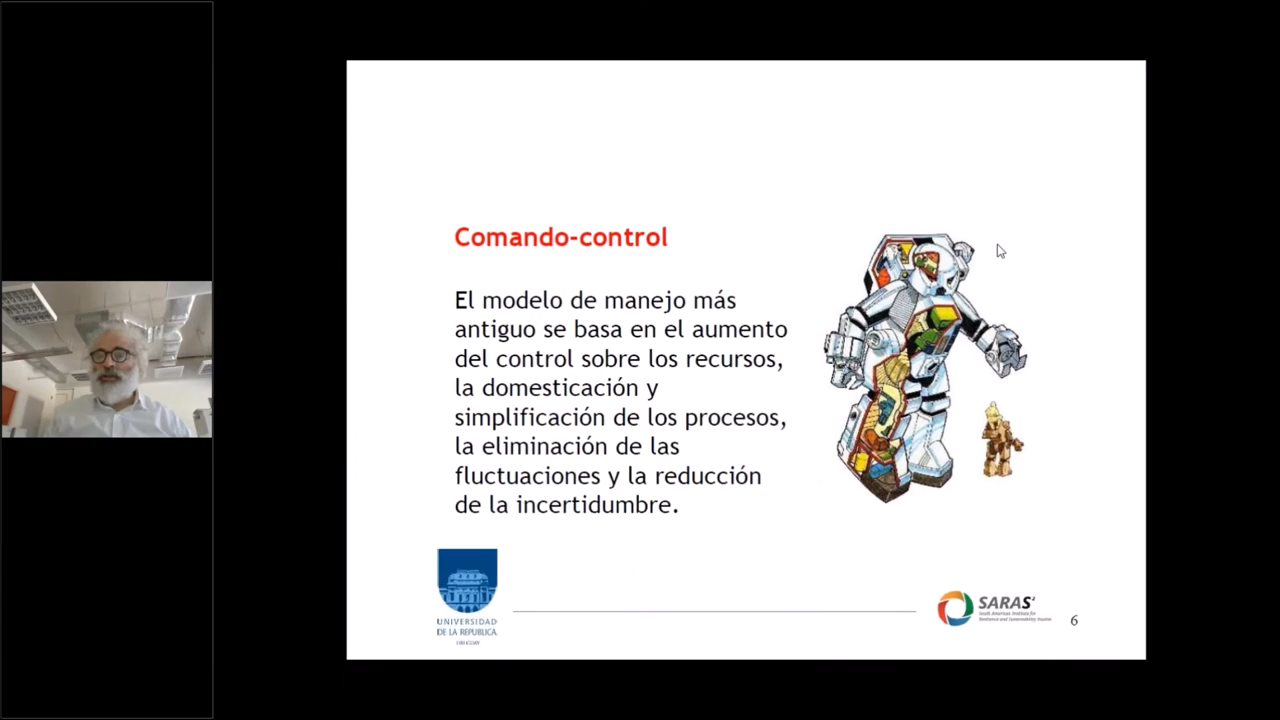 Comando-control
El modelo de manejo más
antiguo se basa en el aumento
del control sobre los recursos,
la domesticación y
simplificación de los procesos,
la eliminación de las
fluctuaciones y la reducción
de la incertidumbre.
UNIVERSIDAD
DE LA REPUBLICA
URUGUAY
SARAS²
South American Institute for
Resilience and Sustainability Studies
6